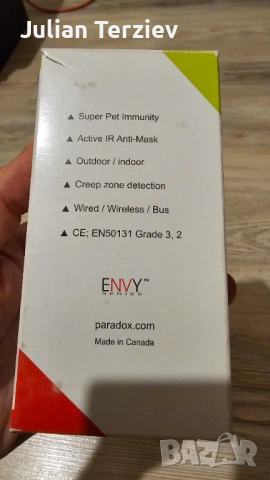 Julian Terziev
▲ Super Pet Immunity
▲ Active IR Anti-Mask
▲ Outdoor / indoor
▲ Creep zone detection
▲ Wired / Wireless / Bus
▲ CE; EN50131 Grade 3, 2
ENVY™
SERIES
paradox.com
Made in Canada
BAZAR